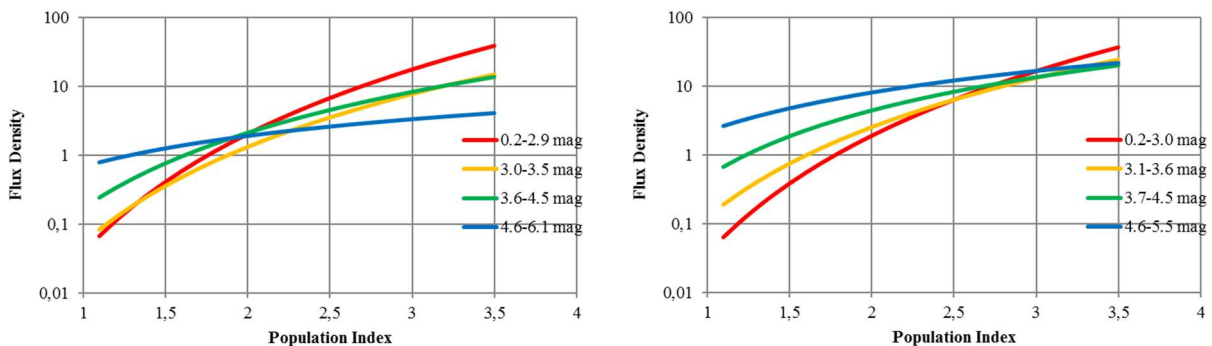 100
10
1
0,1
0,01
Flux Density
1 1,5 2 2,5 3 3,5 4
Population Index
0.2-2.9 mag
3.0-3.5 mag
3.6-4.5 mag
4.6-6.1 mag
100
10
1
0,1
0,01
Flux Density
1 1,5 2 2,5 3 3,5 4
Population Index
0.2-3.0 mag
3.1-3.6 mag
3.7-4.5 mag
4.6-5.5 mag